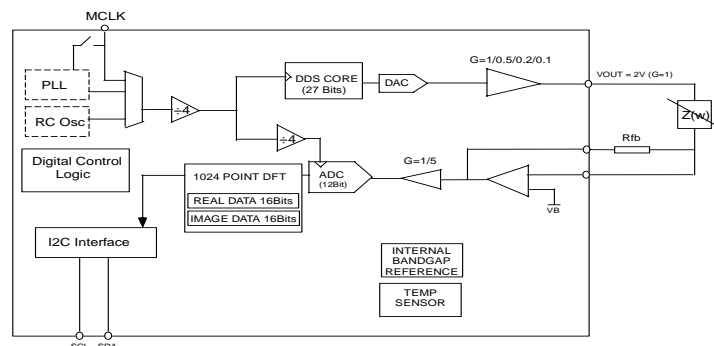 MCLK
PLL
RC Osc
÷4
DDS CORE
(27 Bits)
DAC
G=1/0.5/0.2/0.1
VOUT = 2V (G=1)
Z(w)
Rfb
÷4
Digital Control
Logic
1024 POINT DFT
REAL DATA 16Bits
IMAGE DATA 16Bits
ADC
(12Bit)
G=1/5
VB
I2C Interface
INTERNAL
BANDGAP
REFERENCE
TEMP
SENSOR
SCL SDA